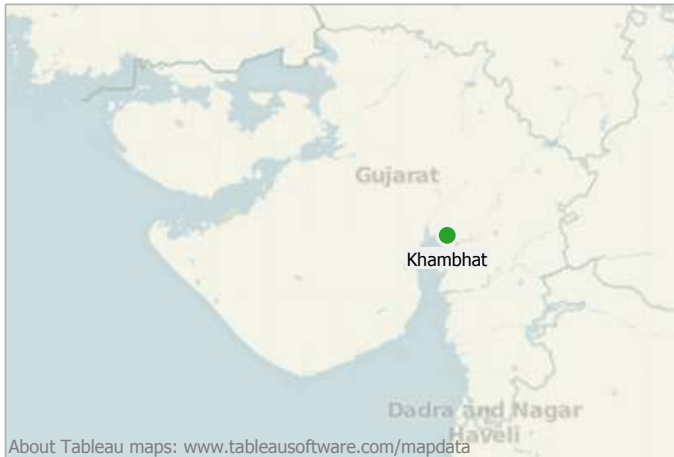 Gujarat
Khambhat
Dadra and Nagar
Haveli
About Tableau maps: www.tableausoftware.com/mapdata